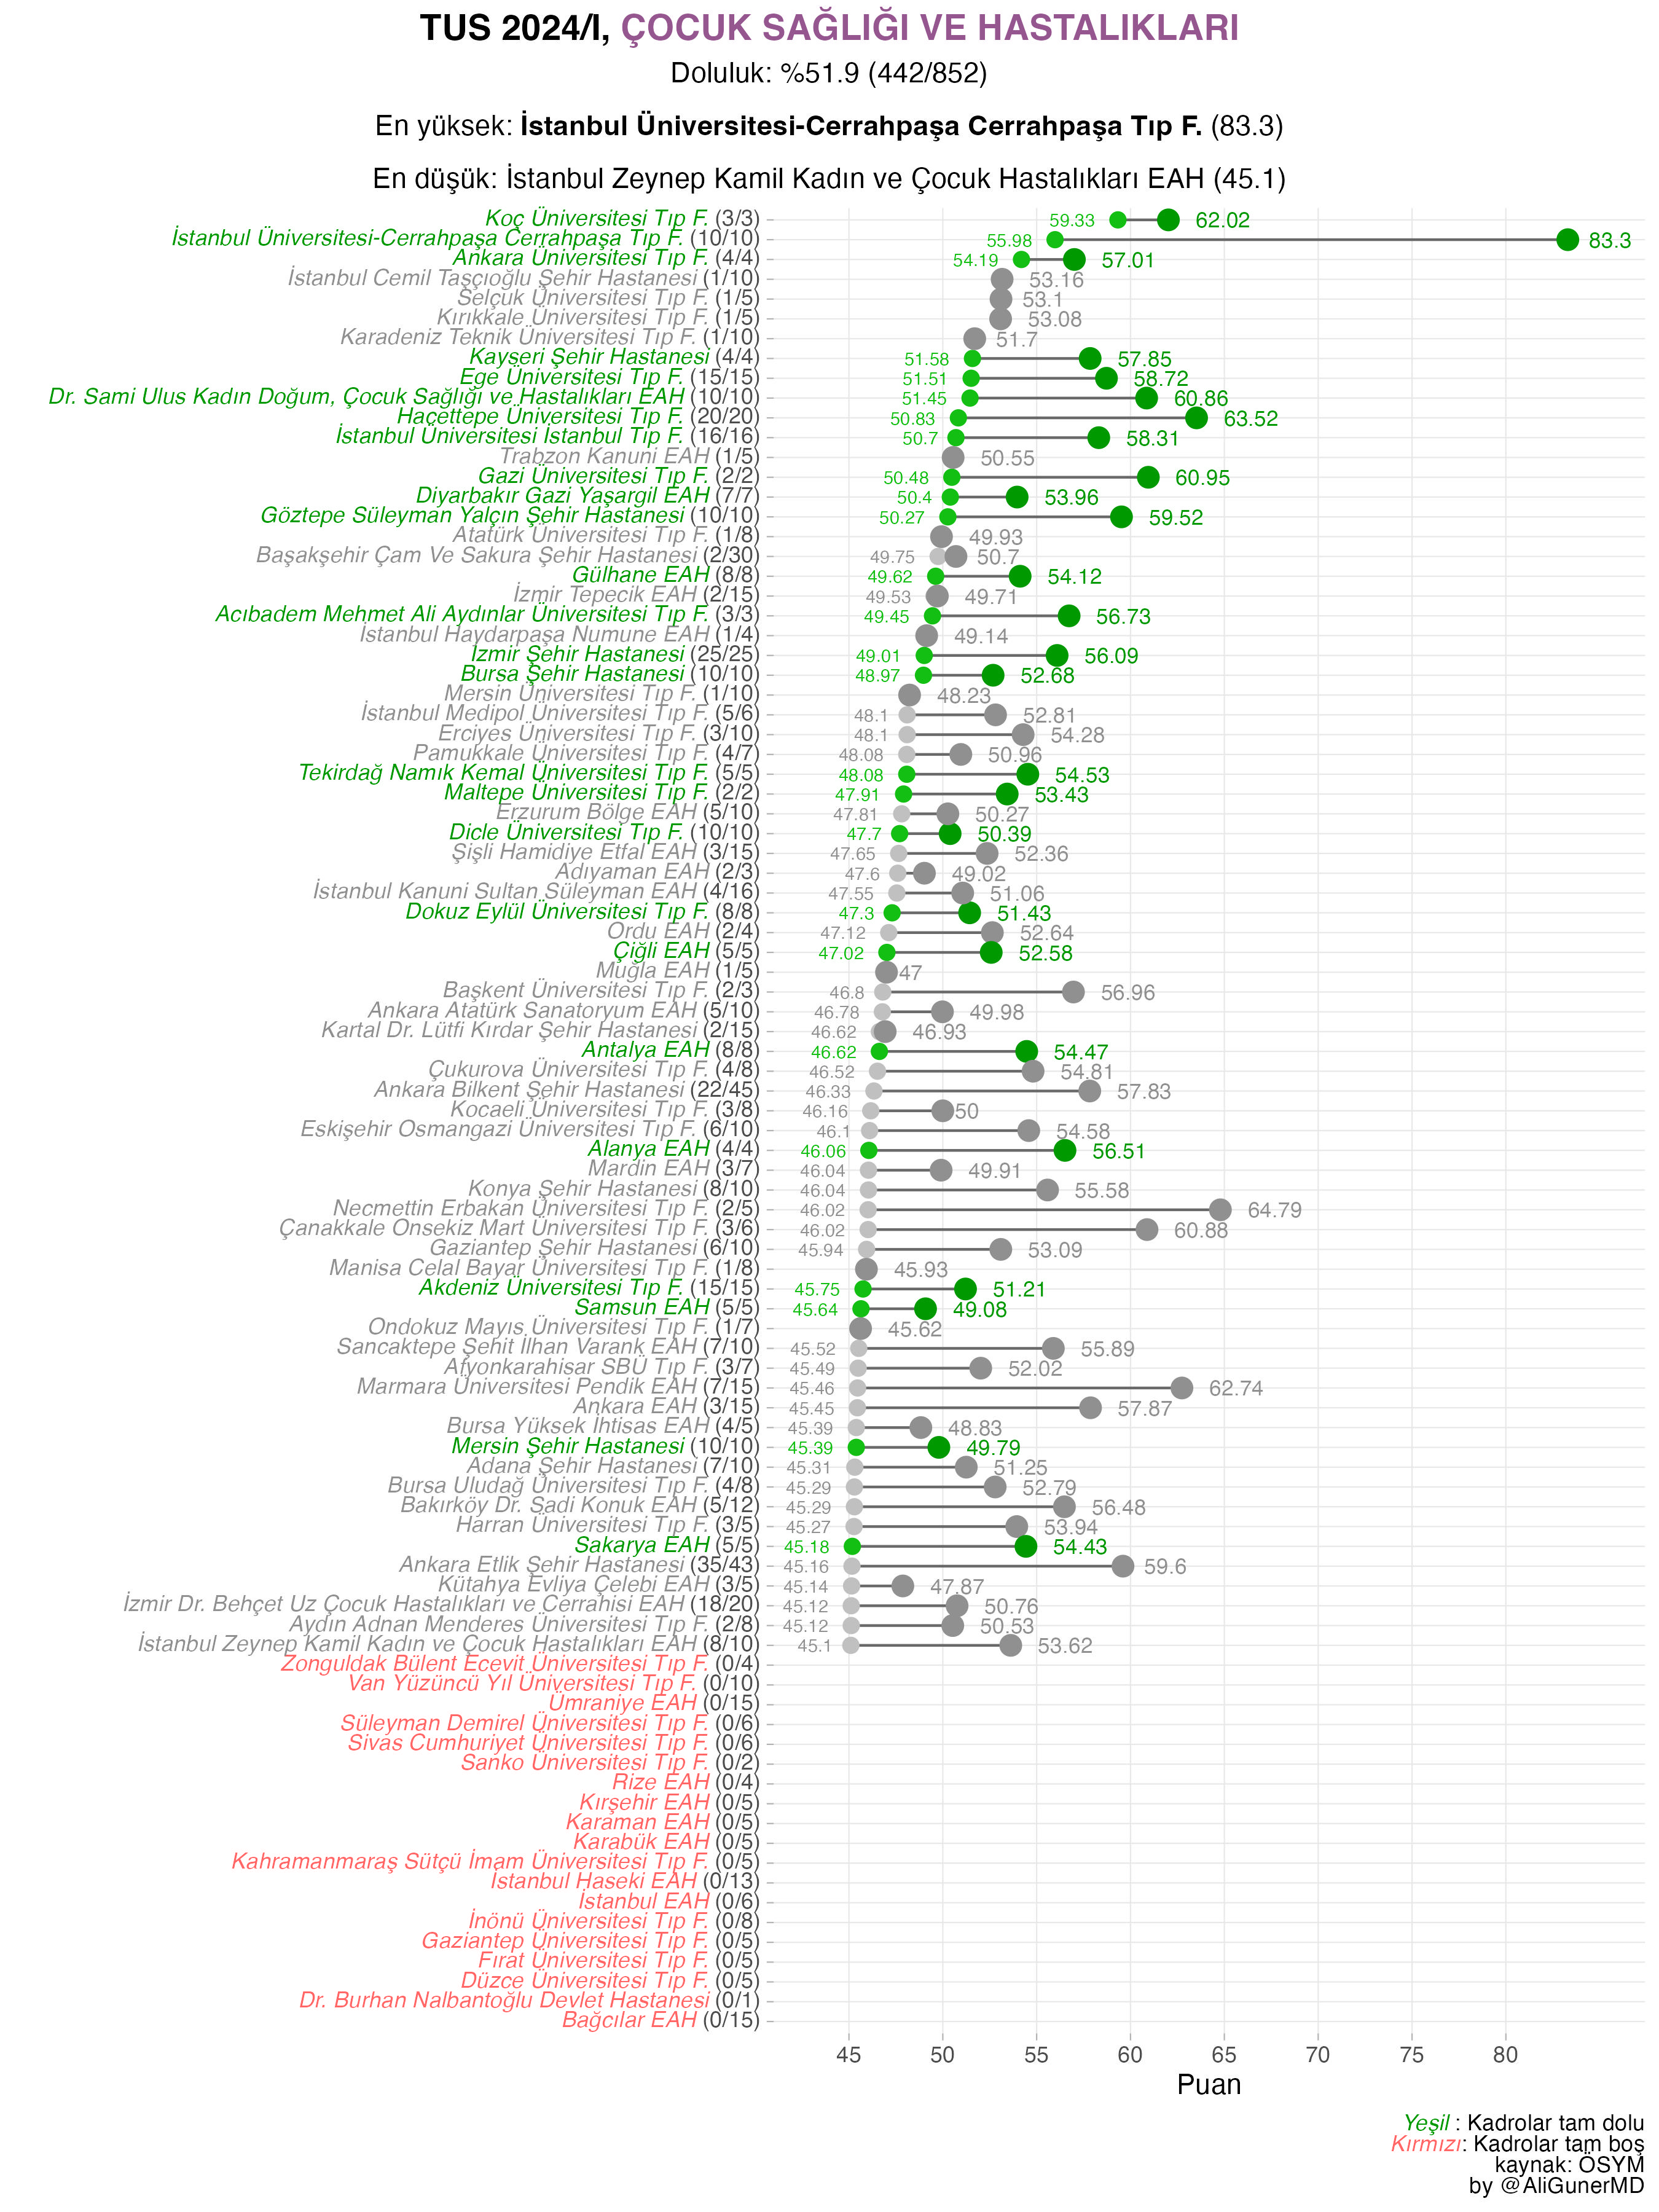 TUS 2024/I, ÇOCUK SAĞLIĞI VE HASTALIKLARI
Doluluk: %51.9 (442/852)
En yüksek: İstanbul Üniversitesi-Cerrahpaşa Cerrahpaşa Tıp F. (83.3)
En düşük: İstanbul Zeynep Kamil Kadın ve Çocuk Hastalıkları EAH (45.1)
Koç Üniversitesi Tıp F. (3/3) 59.33 62.02
İstanbul Üniversitesi-Cerrahpaşa Cerrahpaşa Tıp F. (10/10) 55.98 83.3
Ankara Üniversitesi Tıp F. (4/4) 54.19 57.01
İstanbul Cemil Taşçıoğlu Şehir Hastanesi (1/10) 53.16
Selçuk Üniversitesi Tıp F. (1/5) 53.1
Kırıkkale Üniversitesi Tıp F. (1/5) 53.08
Karadeniz Teknik Üniversitesi Tıp F. (1/10) 51.7
Kayseri Şehir Hastanesi (4/4) 51.58 57.85
Ege Üniversitesi Tıp F. (15/15) 51.51 58.72
Dr. Sami Ulus Kadın Doğum, Çocuk Sağlığı ve Hastalıkları EAH (10/10) 51.45 60.86
Hacettepe Üniversitesi Tıp F. (20/20) 50.83 63.52
İstanbul Üniversitesi İstanbul Tıp F. (16/16) 50.7 58.31
Trabzon Kanuni EAH (1/5) 50.55
Gazi Üniversitesi Tıp F. (2/2) 50.48 60.95
Diyarbakır Gazi Yaşargil EAH (7/7) 50.4 53.96
Göztepe Süleyman Yalçın Şehir Hastanesi (10/10) 50.27 59.52
Atatürk Üniversitesi Tıp F. (1/8) 49.93
Başakşehir Çam Ve Sakura Şehir Hastanesi (2/30) 49.75 50.7
Gülhane EAH (8/8) 49.62 54.12
İzmir Tepecik EAH (2/15) 49.53 49.71
Acıbadem Mehmet Ali Aydınlar Üniversitesi Tıp F. (3/3) 49.45 56.73
İstanbul Haydarpaşa Numune EAH (1/4) 49.14
İzmir Şehir Hastanesi (25/25) 49.01 56.09
Bursa Şehir Hastanesi (10/10) 48.97 52.68
Mersin Üniversitesi Tıp F. (1/10) 48.23
İstanbul Medipol Üniversitesi Tıp F. (5/6) 48.1 52.81
Erciyes Üniversitesi Tıp F. (3/10) 48.1 54.28
Pamukkale Üniversitesi Tıp F. (4/7) 48.08 50.96
Tekirdağ Namık Kemal Üniversitesi Tıp F. (5/5) 48.08 54.53
Maltepe Üniversitesi Tıp F. (2/2) 47.91 53.43
Erzurum Bölge EAH (5/10) 47.81 50.27
Dicle Üniversitesi Tıp F. (10/10) 47.7 50.39
Şişli Hamidiye Etfal EAH (3/15) 47.65 52.36
Adıyaman EAH (2/3) 47.6 49.02
İstanbul Kanuni Sultan Süleyman EAH (4/16) 47.55 51.06
Dokuz Eylül Üniversitesi Tıp F. (8/8) 47.3 51.43
Ordu EAH (2/4) 47.12 52.64
Çiğli EAH (5/5) 47.02 52.58
Muğla EAH (1/5) 47
Başkent Üniversitesi Tıp F. (2/3) 46.8 56.96
Ankara Atatürk Sanatoryum EAH (5/10) 46.78 49.98
Kartal Dr. Lütfi Kırdar Şehir Hastanesi (2/15) 46.62 46.93
Antalya EAH (8/8) 46.62 54.47
Çukurova Üniversitesi Tıp F. (4/8) 46.52 54.81
Ankara Bilkent Şehir Hastanesi (22/45) 46.33 57.83
Kocaeli Üniversitesi Tıp F. (3/8) 46.16 50
Eskişehir Osmangazi Üniversitesi Tıp F. (6/10) 46.1 54.58
Alanya EAH (4/4) 46.06 56.51
Mardin EAH (3/7) 46.04 49.91
Konya Şehir Hastanesi (8/10) 46.04 55.58
Necmettin Erbakan Üniversitesi Tıp F. (2/5) 46.02 64.79
Çanakkale Onsekiz Mart Üniversitesi Tıp F. (3/6) 46.02 60.88
Gaziantep Şehir Hastanesi (6/10) 45.94 53.09
Manisa Celal Bayar Üniversitesi Tıp F. (1/8) 45.93
Akdeniz Üniversitesi Tıp F. (15/15) 45.75 51.21
Samsun EAH (5/5) 45.64 49.08
Ondokuz Mayıs Üniversitesi Tıp F. (1/7) 45.62
Sancaktepe Şehit İlhan Varank EAH (7/10) 45.52 55.89
Afyonkarahisar SBÜ Tıp F. (3/7) 45.49 52.02
Marmara Üniversitesi Pendik EAH (7/15) 45.46 62.74
Ankara EAH (3/15) 45.45 57.87
Bursa Yüksek İhtisas EAH (4/5) 45.39 48.83
Mersin Şehir Hastanesi (10/10) 45.39 49.79
Adana Şehir Hastanesi (7/10) 45.31 51.25
Bursa Uludağ Üniversitesi Tıp F. (4/8) 45.29 52.79
Bakırköy Dr. Sadi Konuk EAH (5/12) 45.29 56.48
Harran Üniversitesi Tıp F. (3/5) 45.27 53.94
Sakarya EAH (5/5) 45.18 54.43
Ankara Etlik Şehir Hastanesi (35/43) 45.16 59.6
Kütahya Evliya Çelebi EAH (3/5) 45.14 47.87
İzmir Dr. Behçet Uz Çocuk Hastalıkları ve Cerrahisi EAH (18/20) 45.12 50.76
Aydın Adnan Menderes Üniversitesi Tıp F. (2/8) 45.12 50.53
İstanbul Zeynep Kamil Kadın ve Çocuk Hastalıkları EAH (8/10) 45.1 53.62
Zonguldak Bülent Ecevit Üniversitesi Tıp F. (0/4)
Van Yüzüncü Yıl Üniversitesi Tıp F. (0/10)
Ümraniye EAH (0/15)
Süleyman Demirel Üniversitesi Tıp F. (0/6)
Sivas Cumhuriyet Üniversitesi Tıp F. (0/6)
Sanko Üniversitesi Tıp F. (0/2)
Rize EAH (0/4)
Kırşehir EAH (0/5)
Karaman EAH (0/5)
Karabük EAH (0/5)
Kahramanmaraş Sütçü İmam Üniversitesi Tıp F. (0/5)
İstanbul Haseki EAH (0/13)
İstanbul EAH (0/6)
İnönü Üniversitesi Tıp F. (0/8)
Gaziantep Üniversitesi Tıp F. (0/5)
Fırat Üniversitesi Tıp F. (0/5)
Düzce Üniversitesi Tıp F. (0/5)
Dr. Burhan Nalbantoğlu Devlet Hastanesi (0/1)
Bağcılar EAH (0/15)
45 50 55 60 65 70 75 80
Puan
Yeşil : Kadrolar tam dolu
Kırmızı: Kadrolar tam boş
kaynak: ÖSYM
by @AliGunerMD